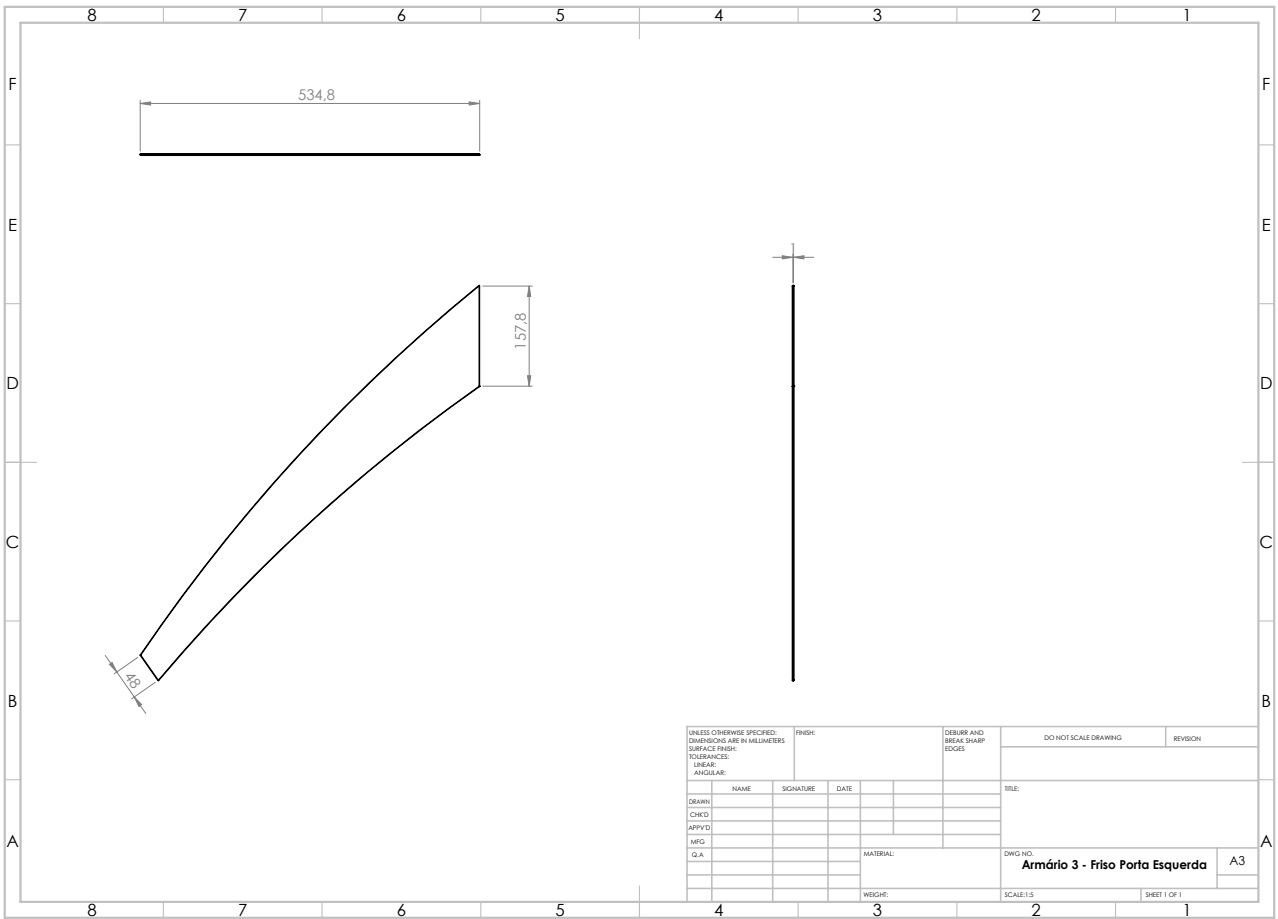 8 7 6 5 4 3 2 1
F F
534,8
E E
157,8
D D
C C
48
B B
UNLESS OTHERWISE SPECIFIED:
DIMENSIONS ARE IN MILLIMETERS
SURFACE FINISH:
TOLERANCES:
LINEAR:
ANGULAR:
FINISH:
DEBURR AND
BREAK SHARP
EDGES
DO NOT SCALE DRAWING
REVISION
NAME SIGNATURE DATE
TITLE:
DRAWN
CHK'D
APPV'D
MFG
Q.A
A A
MATERIAL:
DWG NO.
Armário 3 - Friso Porta Esquerda
A3
WEIGHT:
SCALE:1:5
SHEET 1 OF 1
8 7 6 5 4 3 2 1